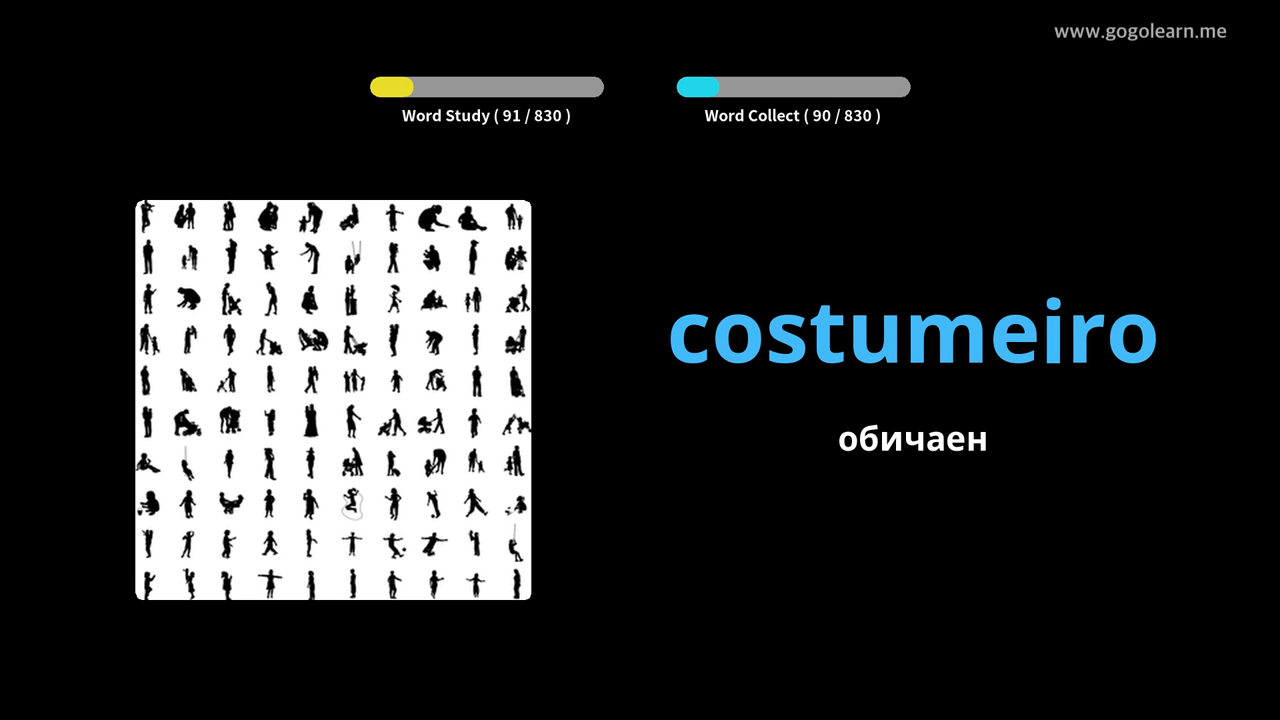 www.gogolearn.me
Word Study ( 91 / 830 )
Word Collect ( 90 / 830 )
costumeiro
обичаен